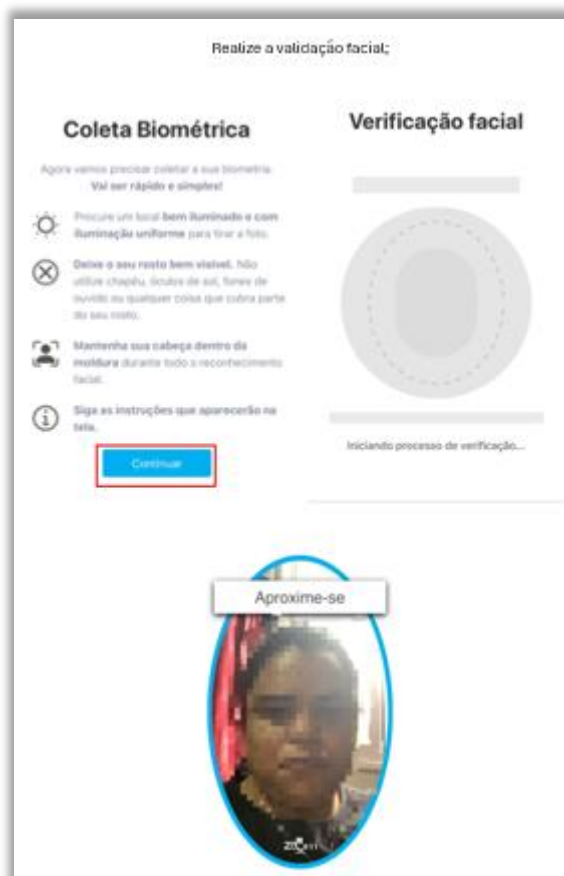 Realize a validação facial;
Coleta Biométrica
Agora vamos precisar coletar a sua biometria.
Vai ser rápido e simples!
Procure um local bem iluminado e com
iluminação uniforme para tirar a foto.
Deixe o seu rosto bem visível. Não
utilize chapéu, óculos de sol, fones de
ouvido ou qualquer coisa que cubra parte
do seu rosto.
Mantenha sua cabeça dentro da
moldura durante todo o reconhecimento
facial.
Siga as instruções que aparecerão na
tela.
Continuar
Verificação facial
Iniciando processo de verificação...
Aproxime-se